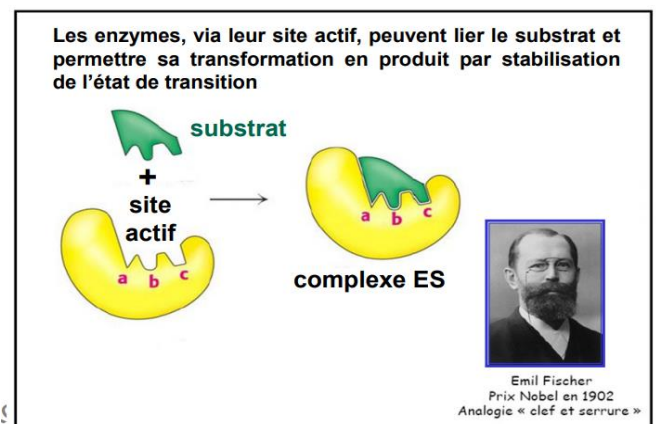 Les enzymes, via leur site actif, peuvent lier le substrat et
permettre sa transformation en produit par stabilisation
de l'état de transition
substrat
+
site
actif
a b c
a b c
complexe ES
Emil Fischer
Prix Nobel en 1902
Analogie « clef et serrure »